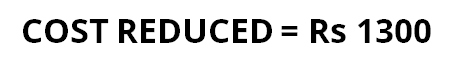 COST REDUCED = Rs 1300